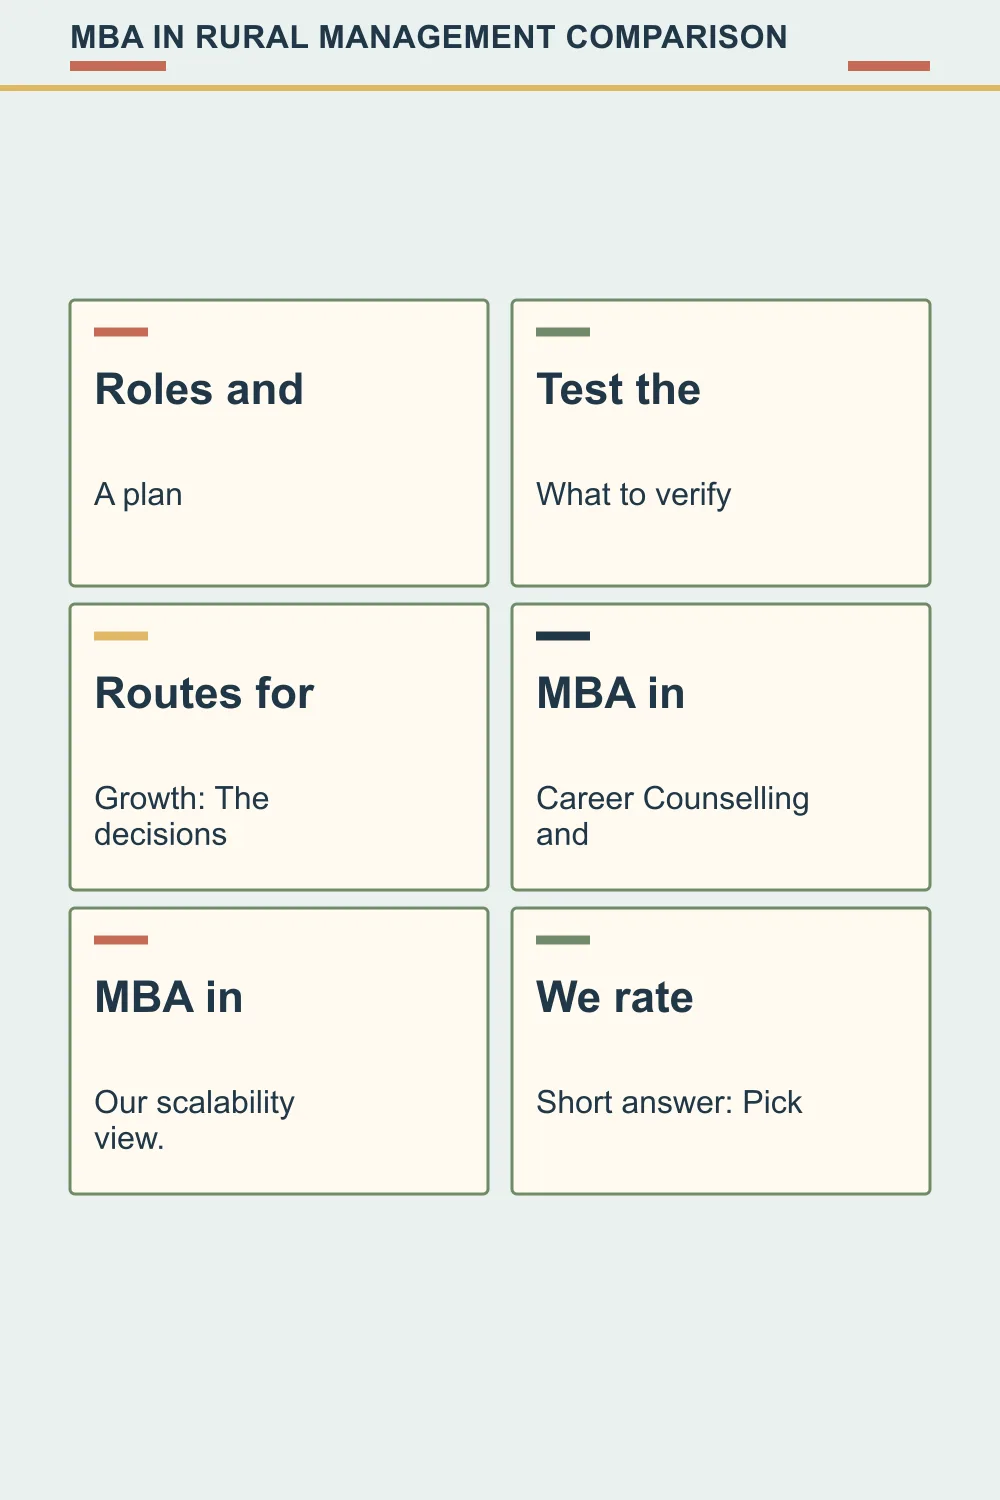 MBA IN RURAL MANAGEMENT COMPARISON
Roles and
A plan
Test the
What to verify
Routes for
Growth: The
decisions
MBA in
Career Counselling
and
MBA in
Our scalability
view.
We rate
Short answer: Pick